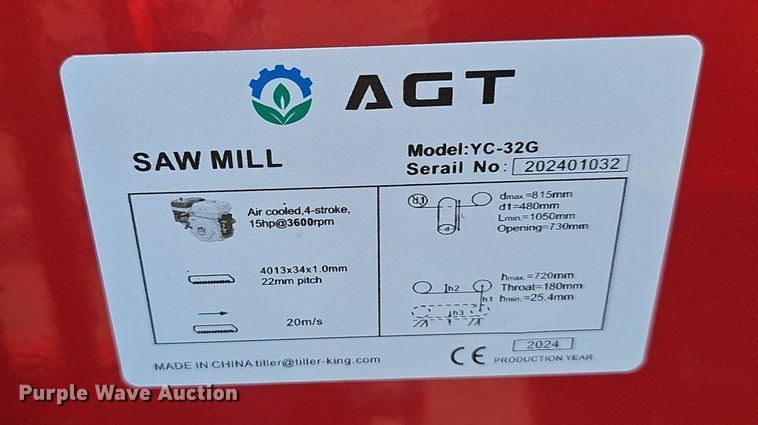 AGT
SAW MILL
Model:YC-32G
Serail No: 202401032
Air cooled,4-stroke,
15hp@3600rpm
4013x34x1.0mm
22mm pitch
20m/s
d1
L
d
dmax=815mm
d1=480mm
Lmin.=1050mm
Opening=730mm
h2
h1
h3
hmax.=720mm
Throat=180mm
hmin.=25.4mm
MADE IN CHINA tiller@tiller-king.com
CE
2024
PRODUCTION YEAR
Purple Wave Auction